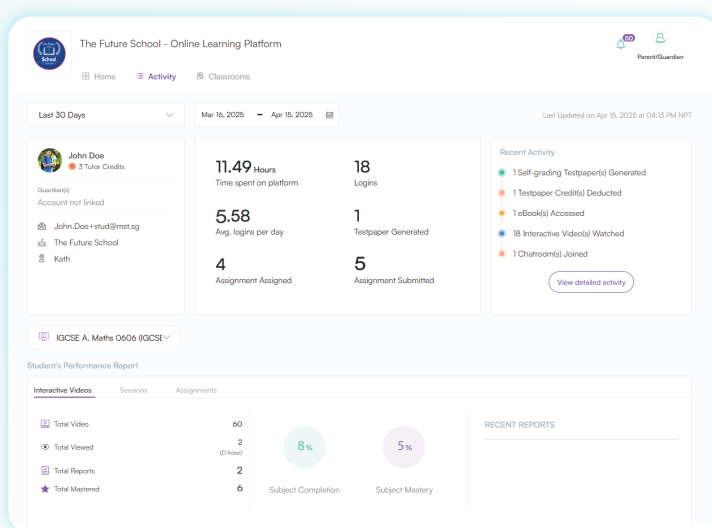 The Future School - Online Learning Platform
60
Parent/Guardian
Home
Activity
Classrooms
Last 30 Days
Mar 16, 2025 - Apr 15, 2025
Last Updated on Apr 15, 2025 at 04:13 PM NPT
John Doe
3 Tutor Credits
Guardian(s)
Account not linked
John.Doe+stud@mst.sg
The Future School
Kath
11.49 Hours
Time spent on platform
18
Logins
5.58
Avg. logins per day
1
Testpaper Generated
4
Assignment Assigned
5
Assignment Submitted
Recent Activity
1 Self-grading Testpaper(s) Generated
1 Testpaper Credit(s) Deducted
1 eBook(s) Accessed
18 Interactive Video(s) Watched
1 Chatroom(s) Joined
View detailed activity
IGCSE A. Maths 0606 (IGCSE
Student's Performance Report
Interactive Videos
Sessions
Assignments
Total Video 60
Total Viewed 2
(0 hour)
Total Reports 2
Total Mastered 6
8%
Subject Completion
5%
Subject Mastery
RECENT REPORTS